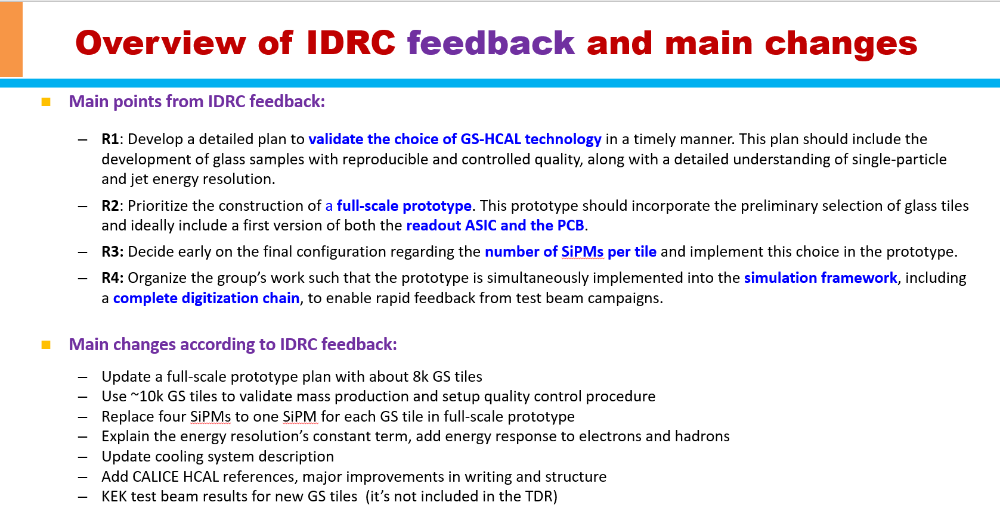 Overview of IDRC feedback and main changes
Main points from IDRC feedback:
– R1: Develop a detailed plan to validate the choice of GS-HCAL technology in a timely manner. This plan should include the
development of glass samples with reproducible and controlled quality, along with a detailed understanding of single-particle
and jet energy resolution.
– R2: Prioritize the construction of a full-scale prototype. This prototype should incorporate the preliminary selection of glass tiles
and ideally include a first version of both the readout ASIC and the PCB.
– R3: Decide early on the final configuration regarding the number of SiPMs per tile and implement this choice in the prototype.
– R4: Organize the group’s work such that the prototype is simultaneously implemented into the simulation framework, including
a complete digitization chain, to enable rapid feedback from test beam campaigns.
Main changes according to IDRC feedback:
– Update a full-scale prototype plan with about 8k GS tiles
– Use ~10k GS tiles to validate mass production and setup quality control procedure
– Replace four SiPMs to one SiPM for each GS tile in full-scale prototype
– Explain the energy resolution’s constant term, add energy response to electrons and hadrons
– Update cooling system description
– Add CALICE HCAL references, major improvements in writing and structure
– KEK test beam results for new GS tiles (it’s not included in the TDR)